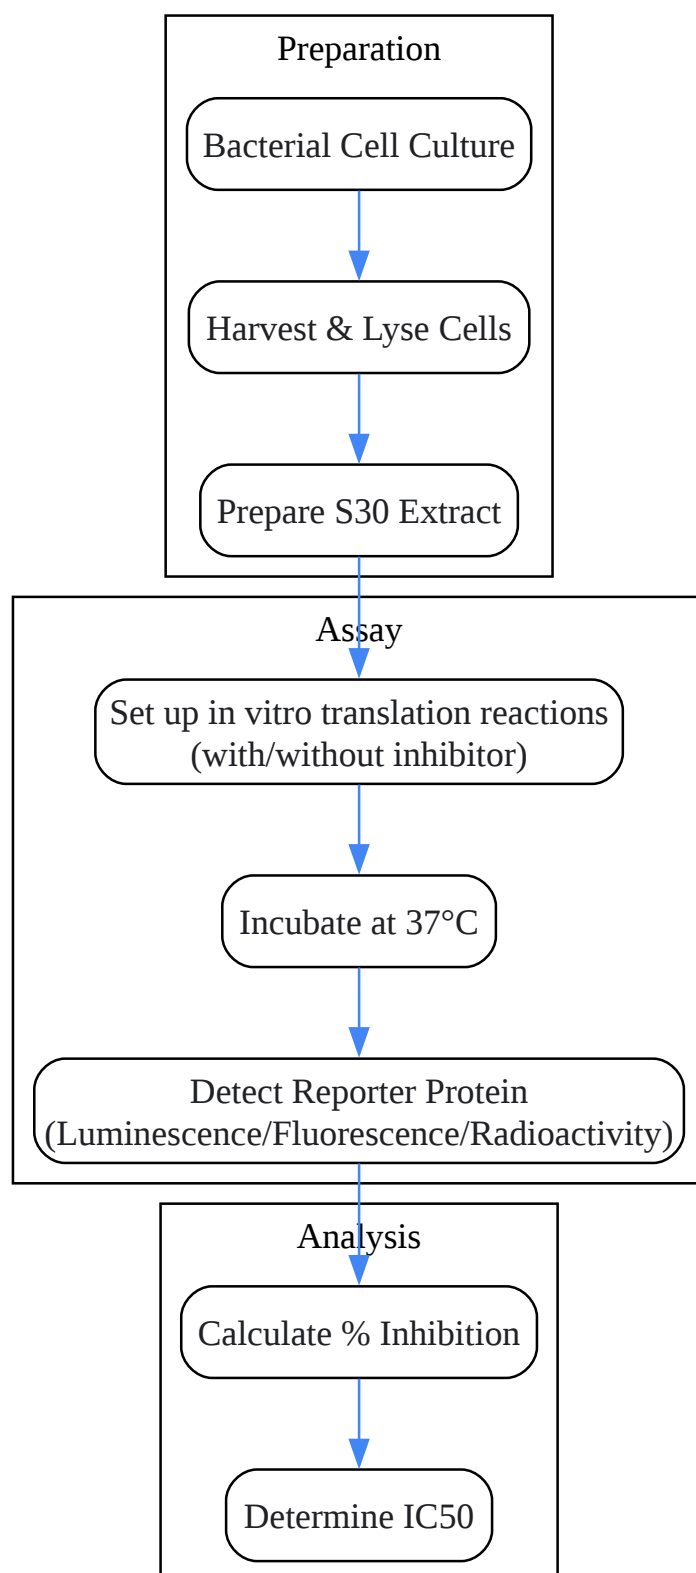 Preparation
Bacterial Cell Culture
Harvest & Lyse Cells
Prepare S30 Extract
Assay
Set up in vitro translation reactions
(with/without inhibitor)
Incubate at 37°C
Detect Reporter Protein
(Luminescence/Fluorescence/Radioactivity)
Analysis
Calculate % Inhibition
Determine IC50